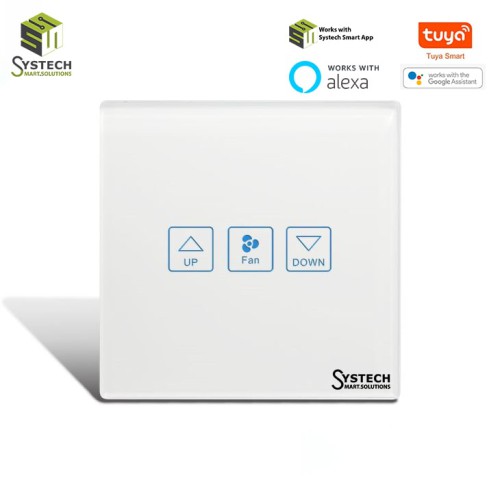 SYSTECH
SMART.SOLUTIONS
Works with
Systech Smart App
tuya
Tuya Smart
WORKS WITH
alexa
works with the
Google Assistant
UP
Fan
DOWN
SYSTECH
SMART.SOLUTIONS